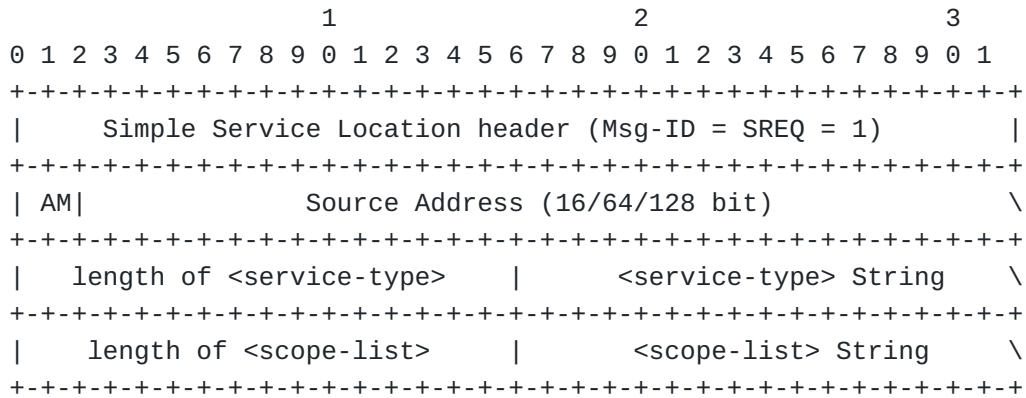 1                   2                   3
0 1 2 3 4 5 6 7 8 9 0 1 2 3 4 5 6 7 8 9 0 1 2 3 4 5 6 7 8 9 0 1
+-+-+-+-+-+-+-+-+-+-+-+-+-+-+-+-+-+-+-+-+-+-+-+-+-+-+-+-+-+-+-+-+
|     Simple Service Location header (Msg-ID = SREQ = 1)        |
+-+-+-+-+-+-+-+-+-+-+-+-+-+-+-+-+-+-+-+-+-+-+-+-+-+-+-+-+-+-+-+-+
| AM|              Source Address (16/64/128 bit)               \
+-+-+-+-+-+-+-+-+-+-+-+-+-+-+-+-+-+-+-+-+-+-+-+-+-+-+-+-+-+-+-+-+
|   length of <service-type>    |      <service-type> String    \
+-+-+-+-+-+-+-+-+-+-+-+-+-+-+-+-+-+-+-+-+-+-+-+-+-+-+-+-+-+-+-+-+
|    length of <scope-list>     |       <scope-list> String     \
+-+-+-+-+-+-+-+-+-+-+-+-+-+-+-+-+-+-+-+-+-+-+-+-+-+-+-+-+-+-+-+-+